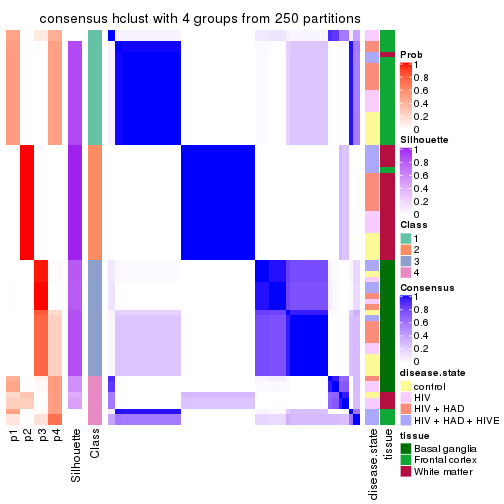 consensus hclust with 4 groups from 250 partitions
Prob
1
0.8
0.6
0.4
0.2
0
Silhouette
1
0.8
0.6
0.4
0.2
0
Class
1
2
3
4
Consensus
1
0.8
0.6
0.4
0.2
0
disease.state
control
HIV
HIV + HAD
HIV + HAD + HIVE
tissue
Basal ganglia
Frontal cortex
White matter
p1
p2
p3
p4
Silhouette
Class
disease.state
tissue